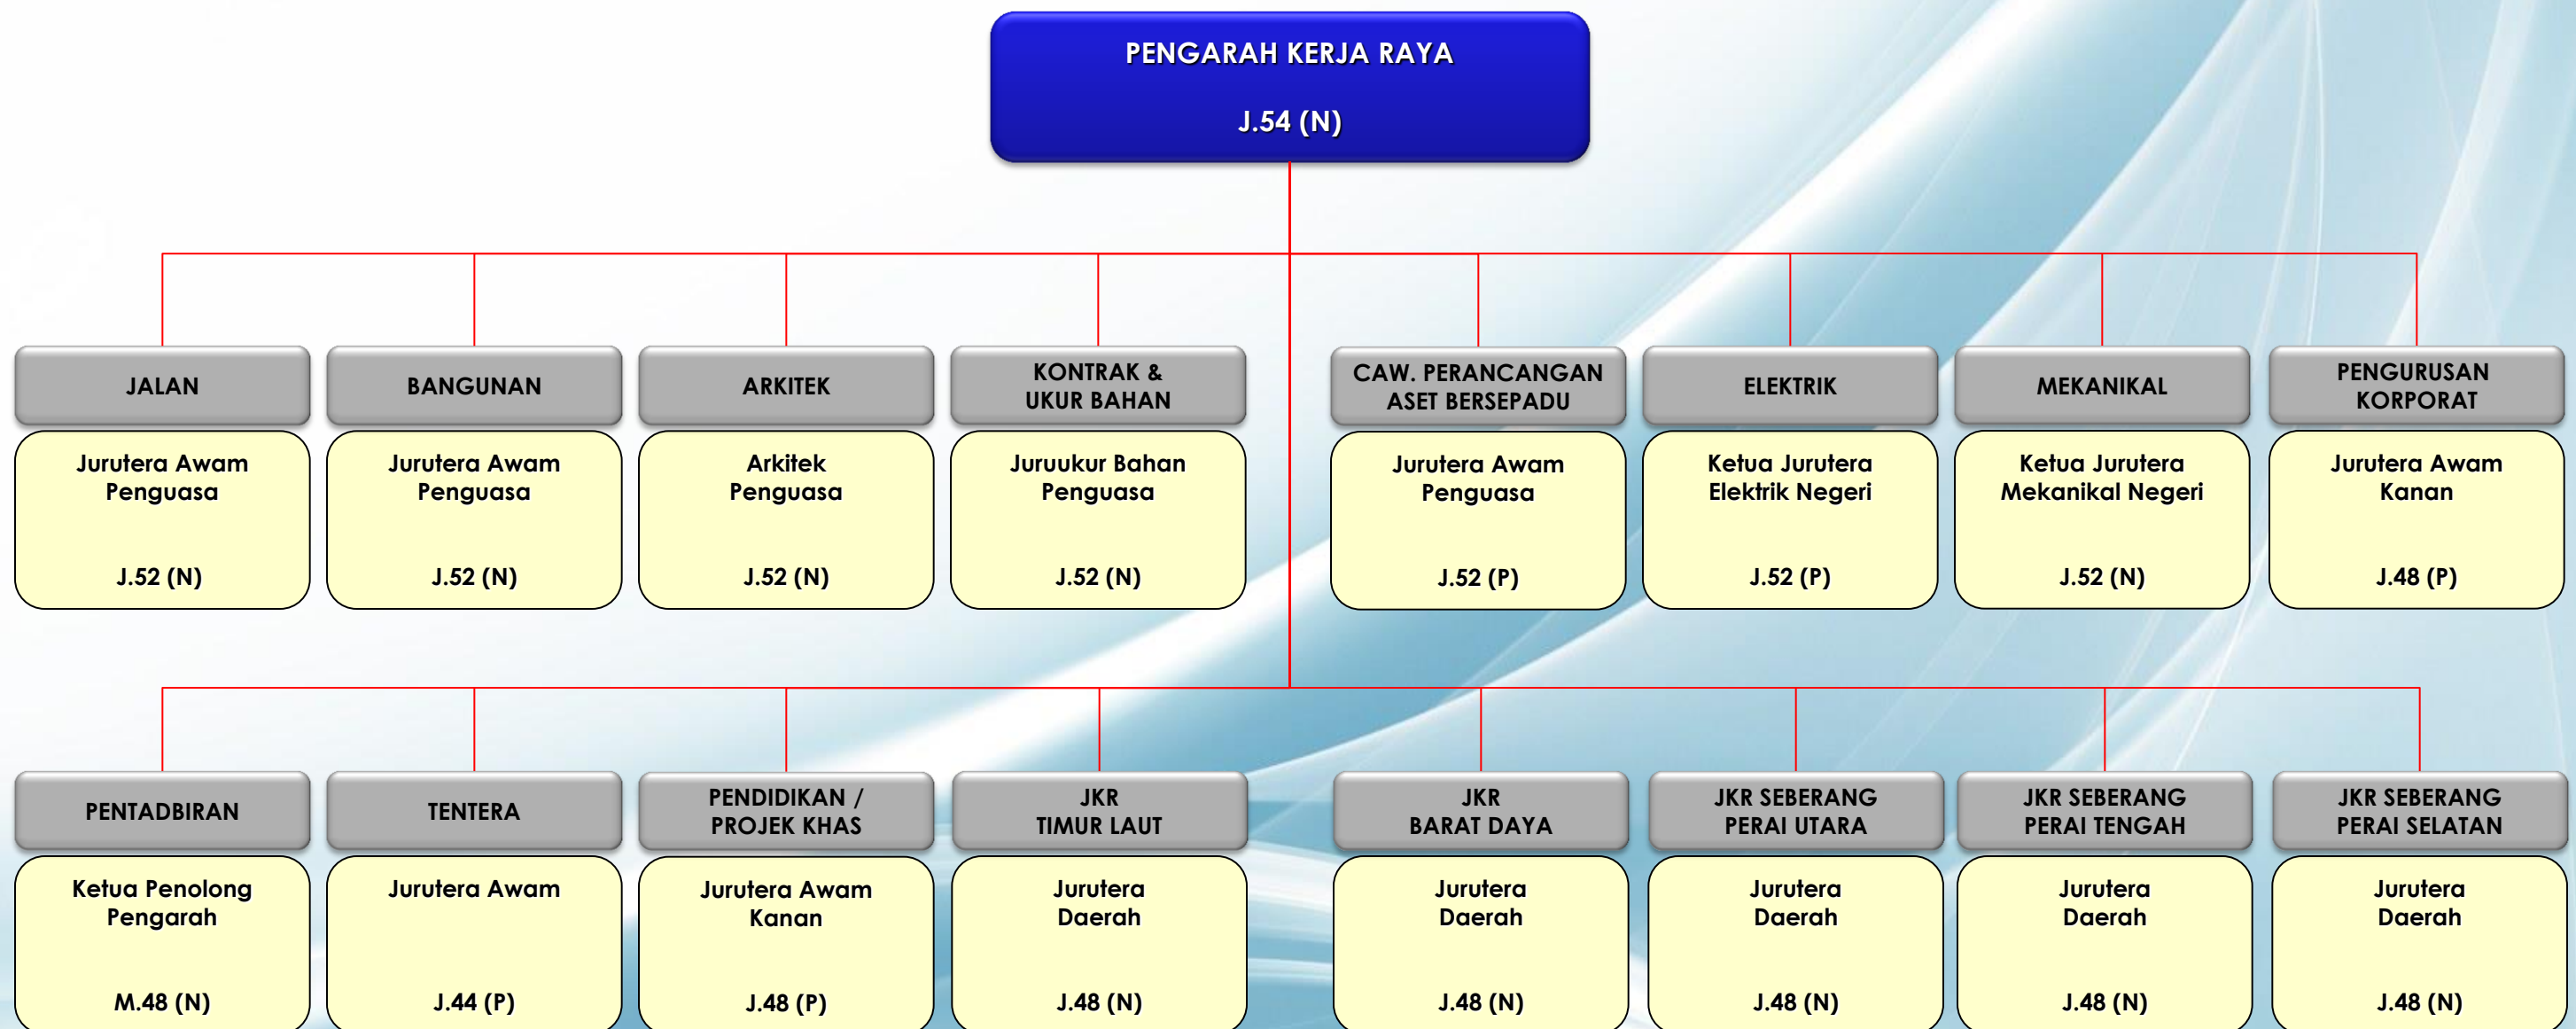 PENGARAH KERJA RAYA
J.54 (N)
JALAN
Jurutera Awam
Penguasa
J.52 (N)
BANGUNAN
Jurutera Awam
Penguasa
J.52 (N)
ARKITEK
Arkitek
Penguasa
J.52 (N)
KONTRAK &
UKUR BAHAN
Juruukur Bahan
Penguasa
J.52 (N)
CAW. PERANCANGAN
ASET BERSEPADU
Jurutera Awam
Penguasa
J.52 (P)
ELEKTRIK
Ketua Jurutera
Elektrik Negeri
J.52 (P)
MEKANIKAL
Ketua Jurutera
Mekanikal Negeri
J.52 (N)
PENGURUSAN
KORPORAT
Jurutera Awam
Kanan
J.48 (P)
PENTADBIRAN
Ketua Penolong
Pengarah
M.48 (N)
TENTERA
Jurutera Awam
J.44 (P)
PENDIDIKAN /
PROJEK KHAS
Jurutera Awam
Kanan
J.48 (P)
JKR
TIMUR LAUT
Jurutera
Daerah
J.48 (N)
JKR
BARAT DAYA
Jurutera
Daerah
J.48 (N)
JKR SEBERANG
PERAI UTARA
Jurutera
Daerah
J.48 (N)
JKR SEBERANG
PERAI TENGAH
Jurutera
Daerah
J.48 (N)
JKR SEBERANG
PERAI SELATAN
Jurutera
Daerah
J.48 (N)